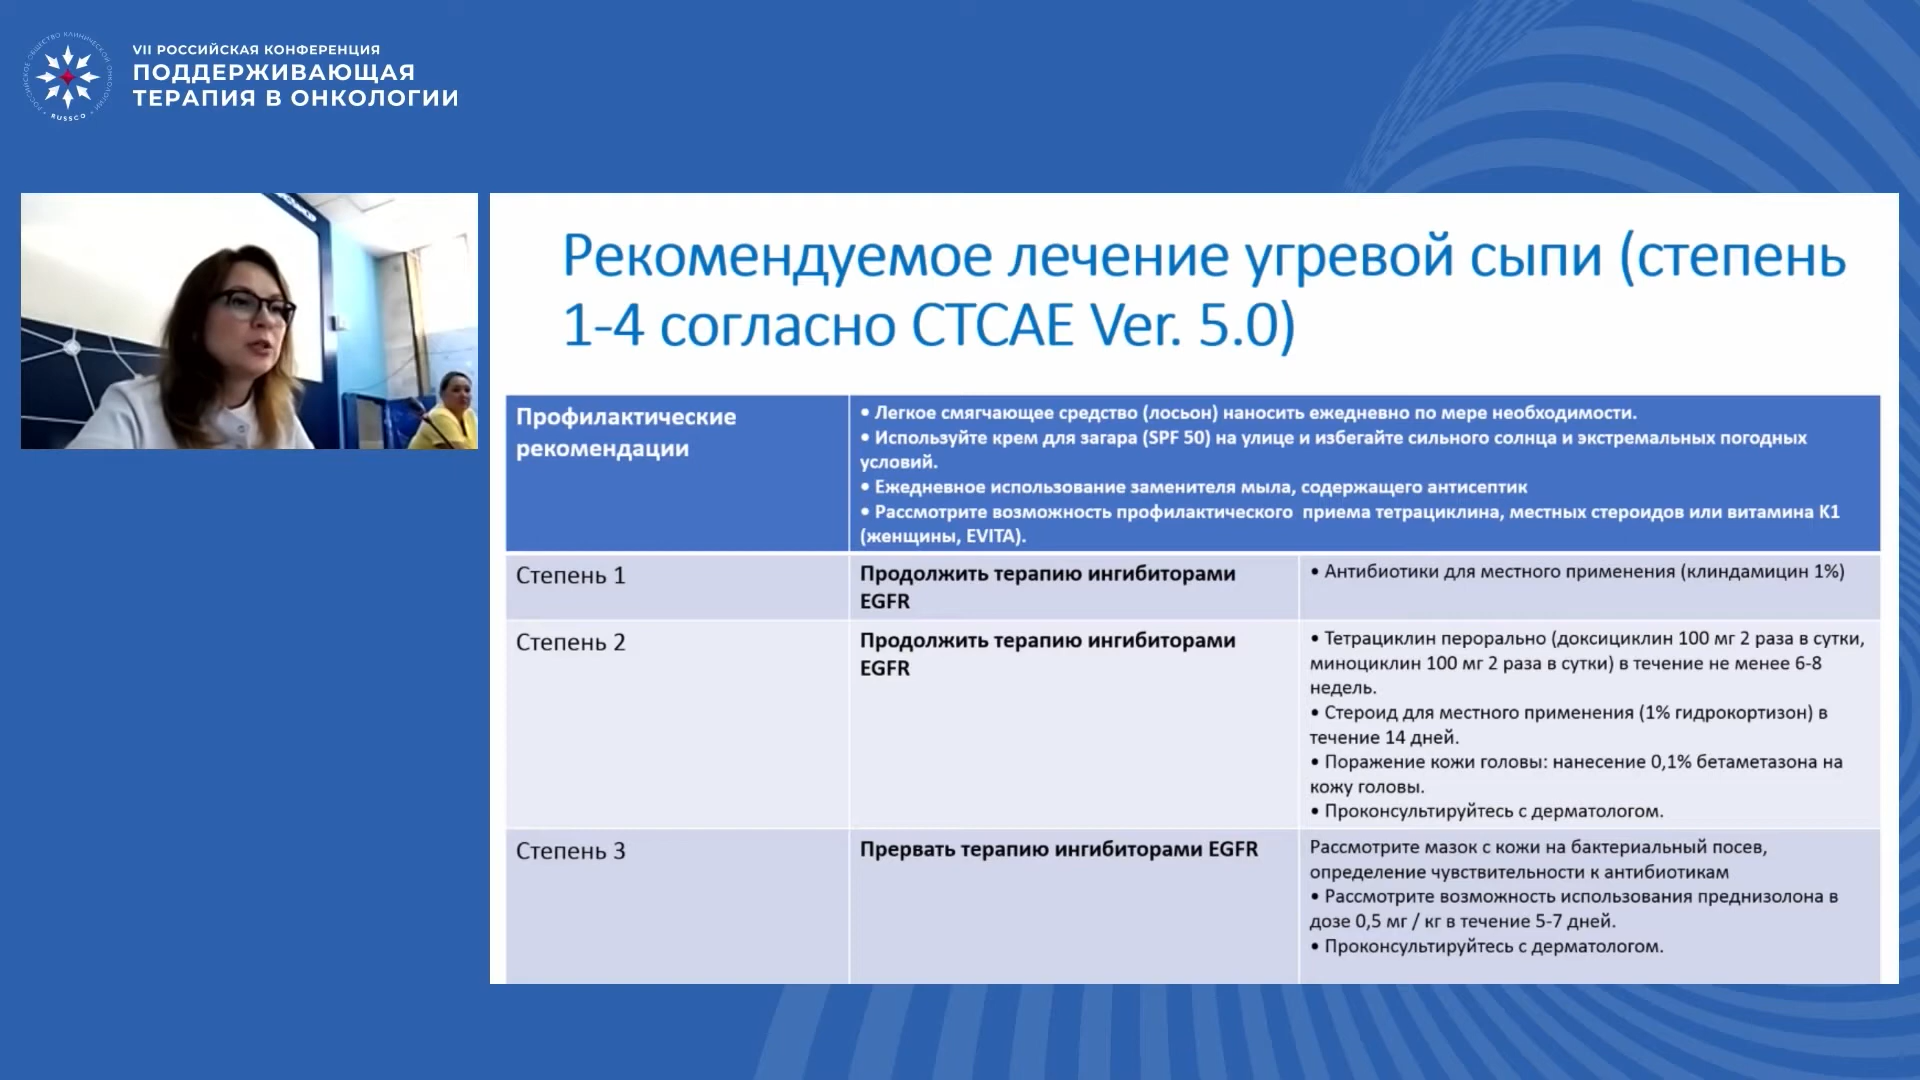 VII РОССИЙСКАЯ КОНФЕРЕНЦИЯ
ПОДДЕРЖИВАЮЩАЯ
ТЕРАПИЯ В ОНКОЛОГИИ
РОССИЙСКОЕ ОБЩЕСТВО КЛИНИЧЕСКОЙ ОНКОЛОГИИ
RUSSCO
Рекомендуемое лечение угревой сыпи (степень
1-4 согласно CTCAE Ver. 5.0)
Профилактические
рекомендации
• Легкое смягчающее средство (лосьон) наносить ежедневно по мере необходимости.
• Используйте крем для загара (SPF 50) на улице и избегайте сильного солнца и экстремальных погодных
условий.
• Ежедневное использование заменителя мыла, содержащего антисептик
• Рассмотрите возможность профилактического приема тетрациклина, местных стероидов или витамина К1
(женщины, EVITA).
Степень 1
Продолжить терапию ингибиторами
EGFR
• Антибиотики для местного применения (клиндамицин 1%)
Степень 2
Продолжить терапию ингибиторами
EGFR
• Тетрациклин перорально (доксициклин 100 мг 2 раза в сутки,
миноциклин 100 мг 2 раза в сутки) в течение не менее 6-8
недель.
• Стероид для местного применения (1% гидрокортизон) в
течение 14 дней.
• Поражение кожи головы: нанесение 0,1% бетаметазона на
кожу головы.
• Проконсультируйтесь с дерматологом.
Степень 3
Прервать терапию ингибиторами EGFR
Рассмотрите мазок с кожи на бактериальный посев,
определение чувствительности к антибиотикам
• Рассмотрите возможность использования преднизолона в
дозе 0,5 мг / кг в течение 5-7 дней.
• Проконсультируйтесь с дерматологом.